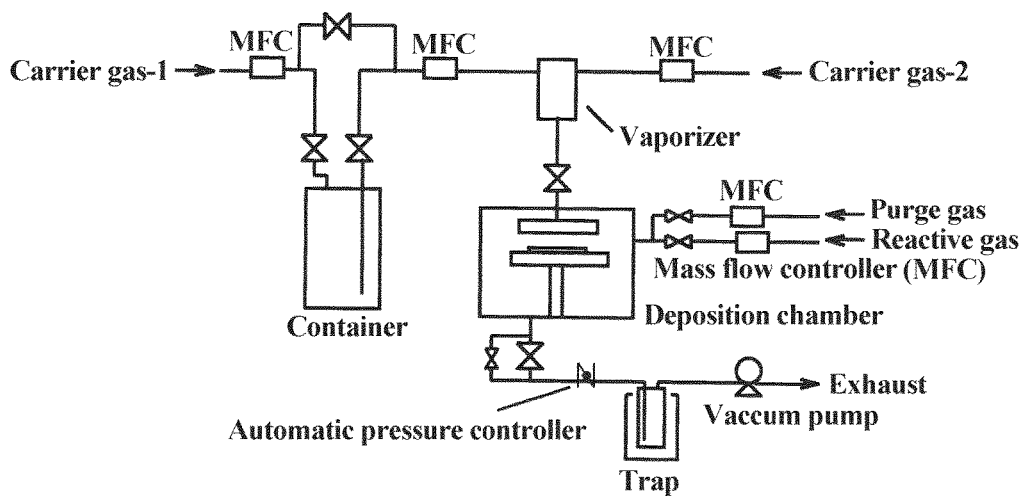 MFC
MFC
MFC
Carrier gas-1
Carrier gas-2
Vaporizer
MFC
Purge gas
Reactive gas
Mass flow controller (MFC)
Container
Deposition chamber
Exhaust
Vaccum pump
Automatic pressure controller
Trap